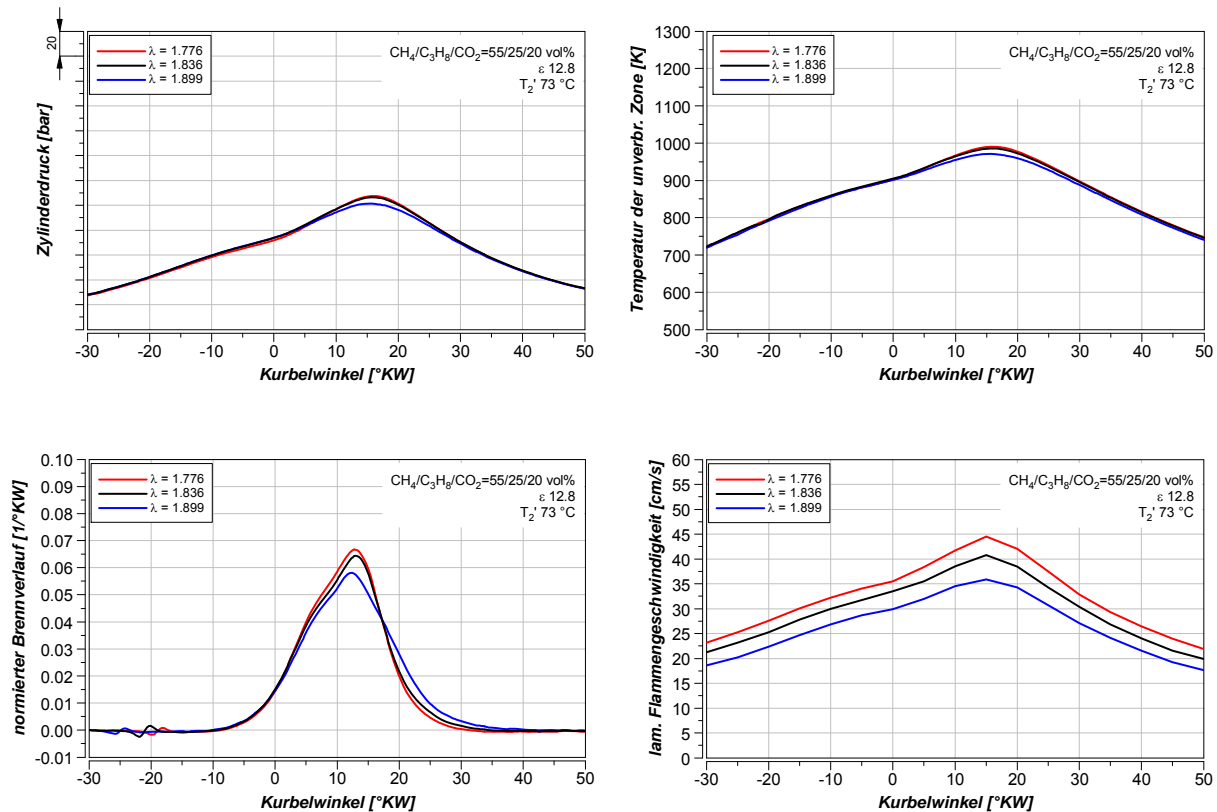 20
λ = 1.776
λ = 1.836
λ = 1.899
CH4/C3H8/CO2=55/25/20 vol%
ε 12.8
T2' 73 °C
Zylinderdruck [bar]
-30 -20 -10 0 10 20 30 40 50
Kurbelwinkel [°KW]
1300
1200
1100
1000
900
800
700
600
500
λ = 1.776
λ = 1.836
λ = 1.899
CH4/C3H8/CO2=55/25/20 vol%
ε 12.8
T2' 73 °C
Temperatur der unverbr. Zone [K]
-30 -20 -10 0 10 20 30 40 50
Kurbelwinkel [°KW]
0.10
0.09
0.08
0.07
0.06
0.05
0.04
0.03
0.02
0.01
0.00
-0.01
λ = 1.776
λ = 1.836
λ = 1.899
CH4/C3H8/CO2=55/25/20 vol%
ε 12.8
T2' 73 °C
normierter Brennverlauf [1/°KW]
-30 -20 -10 0 10 20 30 40 50
Kurbelwinkel [°KW]
60
55
50
45
40
35
30
25
20
15
10
5
0
λ = 1.776
λ = 1.836
λ = 1.899
CH4/C3H8/CO2=55/25/20 vol%
ε 12.8
T2' 73 °C
lam. Flammengeschwindigkeit [cm/s]
-30 -20 -10 0 10 20 30 40 50
Kurbelwinkel [°KW]